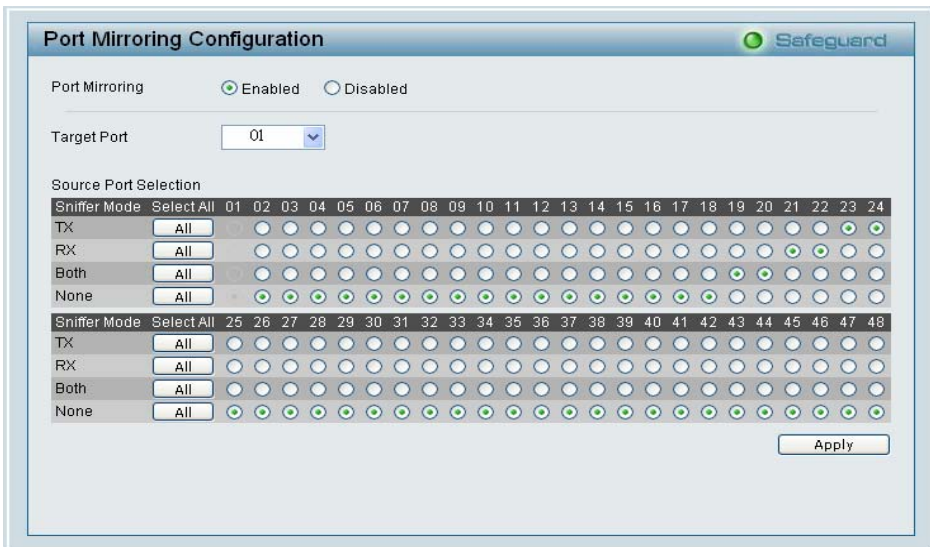 Port Mirroring Configuration Safeguard
Port Mirroring Enabled Disabled
Target Port 01
Source Port Selection
Sniffer Mode Select All 01 02 03 04 05 06 07 08 09 10 11 12 13 14 15 16 17 18 19 20 21 22 23 24
TX All
RX All
Both All
None All
Sniffer Mode Select All 25 26 27 28 29 30 31 32 33 34 35 36 37 38 39 40 41 42 43 44 45 46 47 48
TX All
RX All
Both All
None All
Apply